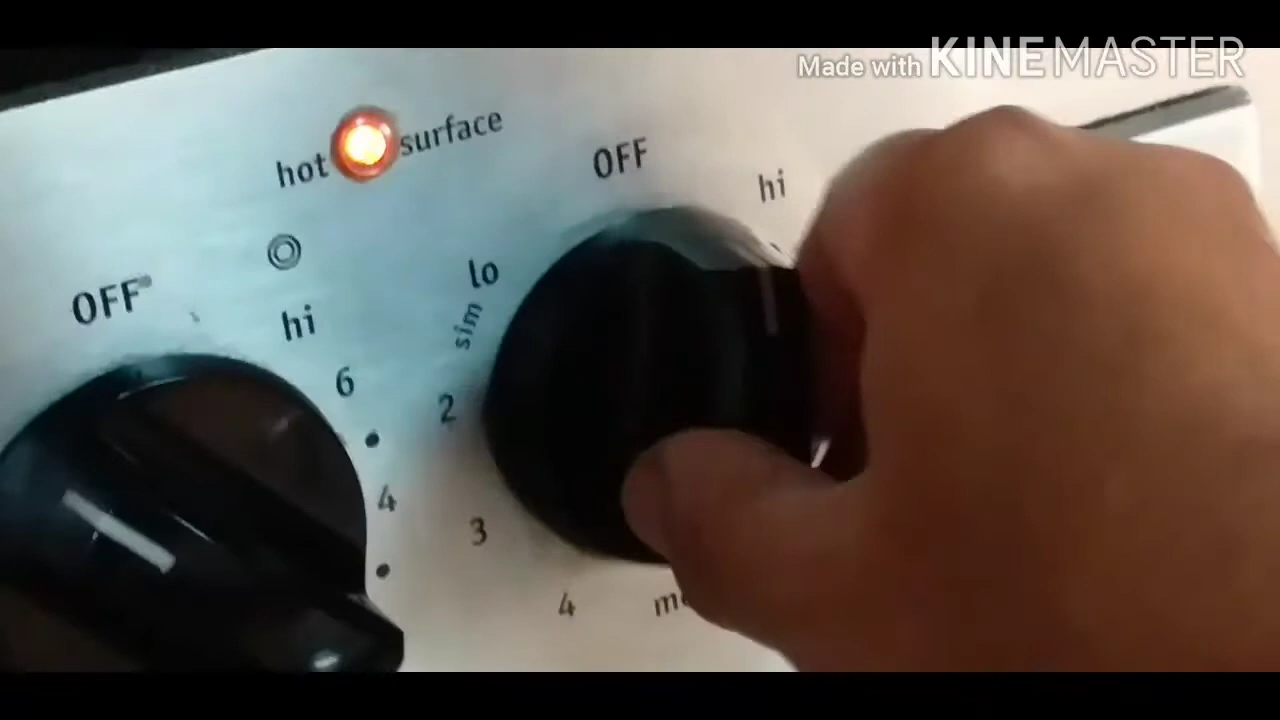 Made with KINEMASTER
hot surface
OFF
hi
lo
sim
2
3
4
OFF
hi
6
4